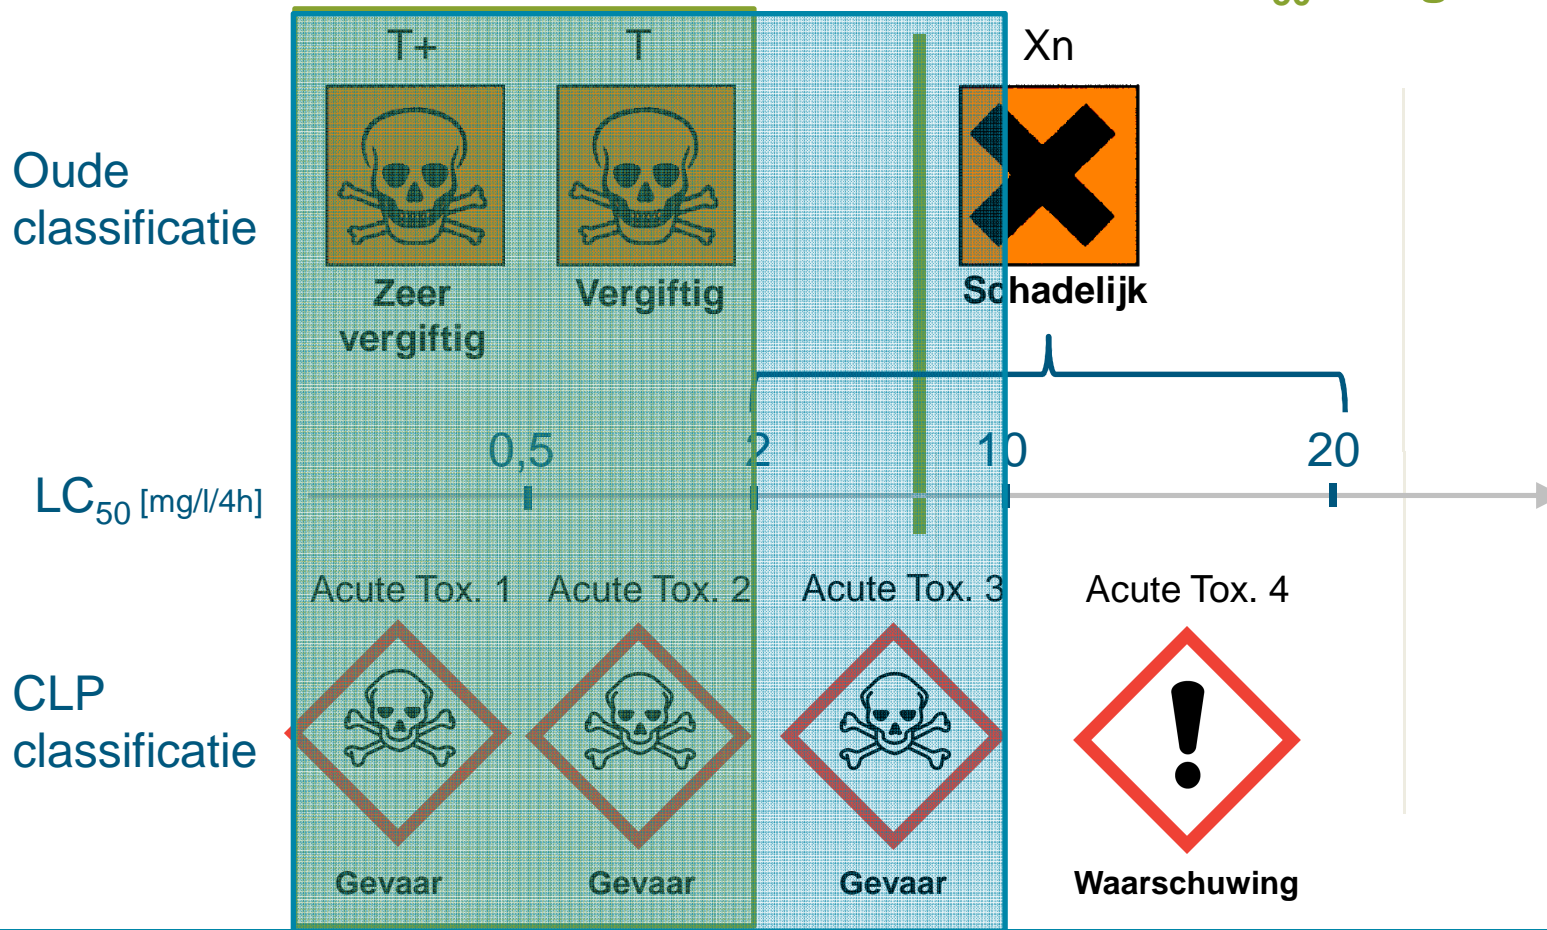 T+ T Xn
Oude
classificatie
Zeer
vergiftig
Vergiftig
Schadelijk
0,5 2 10 20
LC50 [mg/l/4h]
Acute Tox. 1 Acute Tox. 2 Acute Tox. 3 Acute Tox. 4
CLP
classificatie
Gevaar Gevaar Gevaar Waarschuwing